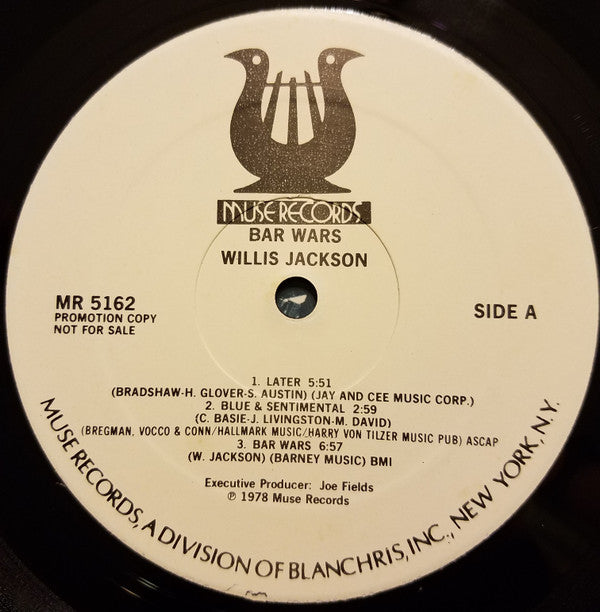 MUSE RECORDS
BAR WARS
WILLIS JACKSON
MR 5162
PROMOTION COPY
NOT FOR SALE
SIDE A
1. LATER 5:51
(BRADSHAW-H. GLOVER-S. AUSTIN) (JAY AND CEE MUSIC CORP.)
2. BLUE & SENTIMENTAL 2:59
(C. BASIE-J. LIVINGSTON-M. DAVID)
(BREGMAN, VOCCO & CONN/HALLMARK MUSIC/HARRY VON TILZER MUSIC PUB) ASCAP
3. BAR WARS 6:57
(W. JACKSON) (BARNEY MUSIC) BMI
Executive Producer: Joe Fields
℗ 1978 Muse Records
MUSE RECORDS, A DIVISION OF BLANCHRIS, INC., NEW YORK, N.Y.